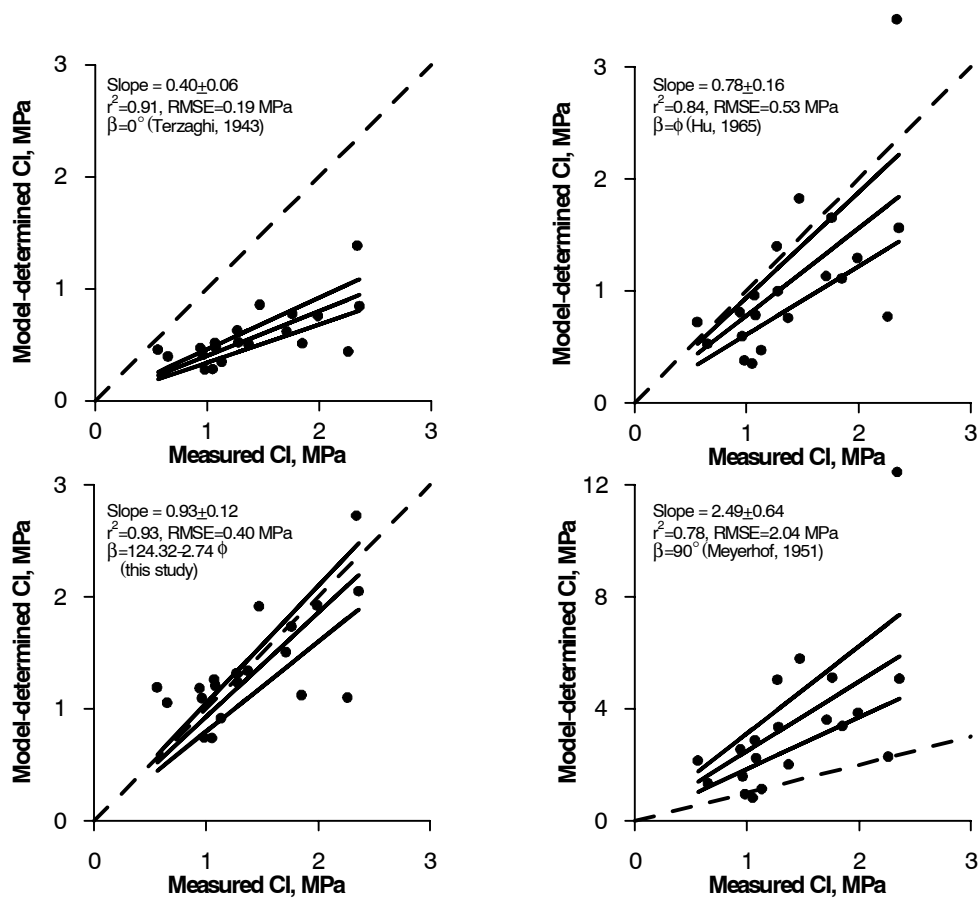 3
2
1
0
0
1
2
3
Model-determined CI, MPa
Measured CI, MPa
Slope = 0.40±0.06
r²=0.91, RMSE=0.19 MPa
β=0° (Terzaghi, 1943)
3
2
1
0
0
1
2
3
Model-determined CI, MPa
Measured CI, MPa
Slope = 0.78±0.16
r²=0.84, RMSE=0.53 MPa
β=ϕ (Hu, 1965)
3
2
1
0
0
1
2
3
Model-determined CI, MPa
Measured CI, MPa
Slope = 0.93±0.12
r²=0.93, RMSE=0.40 MPa
β=124.32-2.74 ϕ
(this study)
12
8
4
0
0
1
2
3
Model-determined CI, MPa
Measured CI, MPa
Slope = 2.49±0.64
r²=0.78, RMSE=2.04 MPa
β=90° (Meyerhof, 1951)